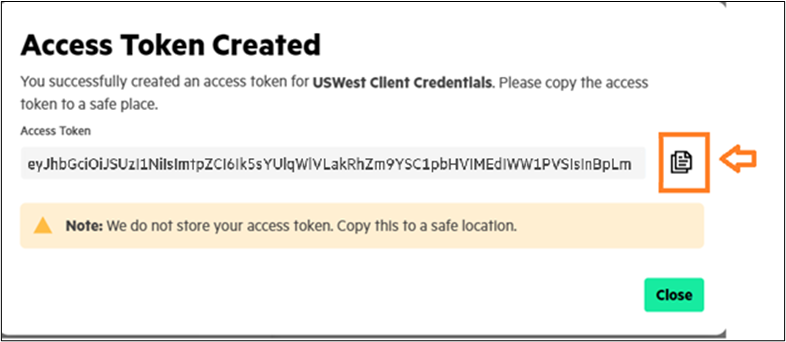 Access Token Created
You successfully created an access token for USWest Client Credentials. Please copy the access
token to a safe place.
Access Token
eyJhbGciOiJSUzI1NiIsImtpZCI6Ik5sYUlqWlVLakRhZm9YSC1pbHVIMEdIWW1PVSIsInBpLm
Note: We do not store your access token. Copy this to a safe location.
Close